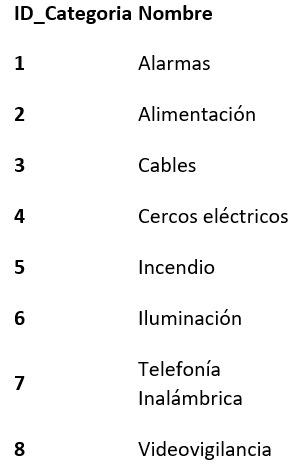 ID_Categoria Nombre
1 Alarmas
2 Alimentación
3 Cables
4 Cercos eléctricos
5 Incendio
6 Iluminación
7 Telefonía
Inalámbrica
8 Videovigilancia